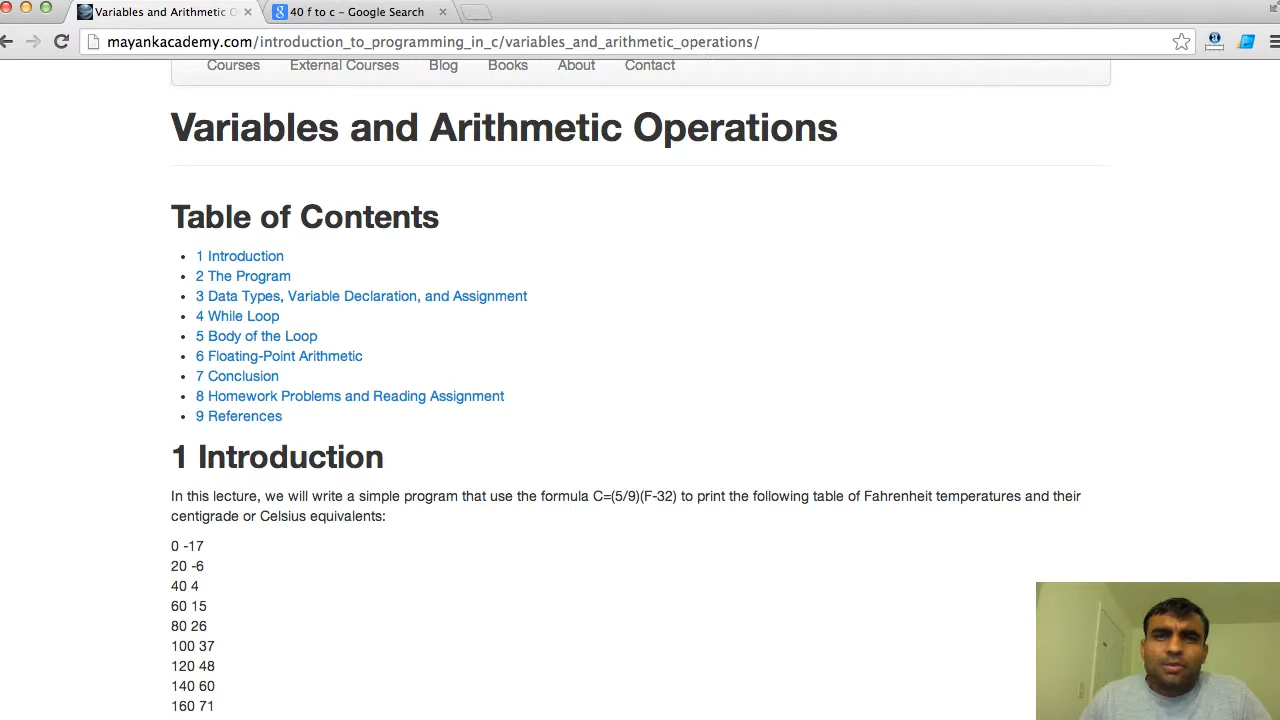 Variables and Arithmetic O
40 f to c – Google Search
mayankacademy.com/introduction_to_programming_in_c/variables_and_arithmetic_operations/
Courses External Courses Blog Books About Contact
Variables and Arithmetic Operations
Table of Contents
1 Introduction
2 The Program
3 Data Types, Variable Declaration, and Assignment
4 While Loop
5 Body of the Loop
6 Floating-Point Arithmetic
7 Conclusion
8 Homework Problems and Reading Assignment
9 References
1 Introduction
In this lecture, we will write a simple program that use the formula C=(5/9)(F-32) to print the following table of Fahrenheit temperatures and their
centigrade or Celsius equivalents:
0 -17
20 -6
40 4
60 15
80 26
100 37
120 48
140 60
160 71